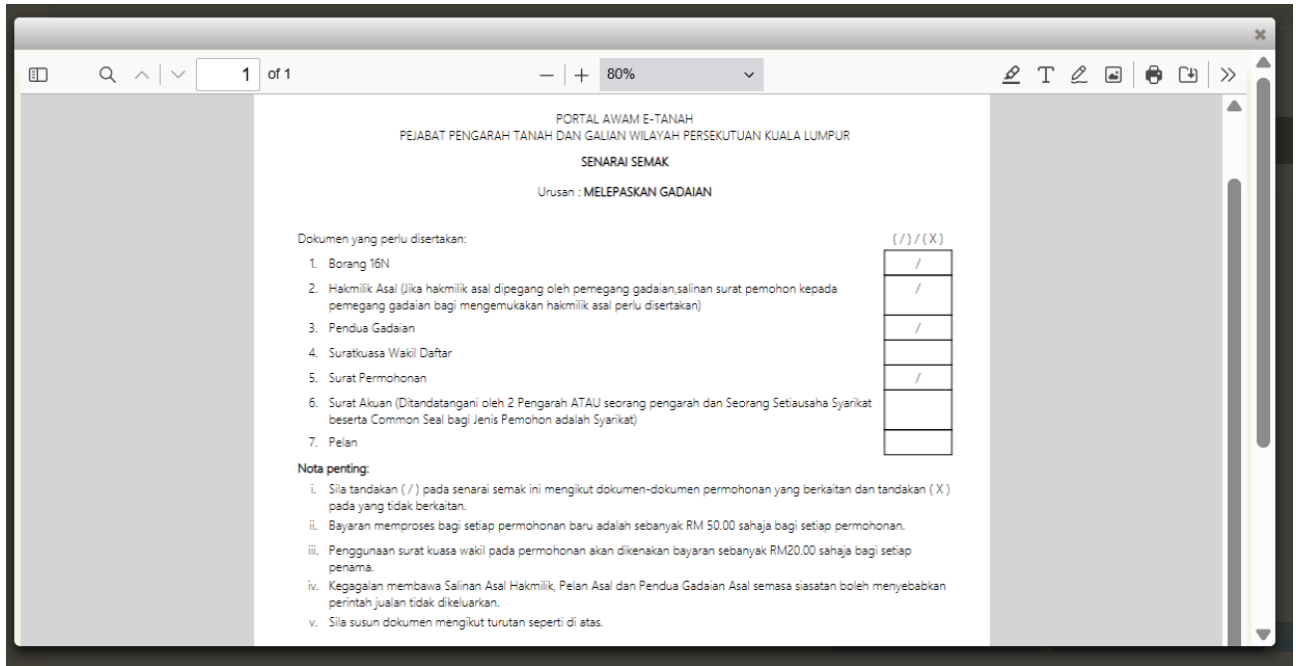 1 of 1
80%
PORTAL AWAM E-TANAH
PEJABAT PENGARAH TANAH DAN GALIAN WILAYAH PERSEKUTUAN KUALA LUMPUR
SENARAI SEMAK
Urusan : MELEPASKAN GADAIAN
Dokumen yang perlu disertakan: ( / ) / ( X )
1. Borang 16N /
2. Hakmilik Asal (Jika hakmilik asal dipegang oleh pemegang gadaian,salinan surat pemohon kepada /
pemegang gadaian bagi mengemukakan hakmilik asal perlu disertakan)
3. Pendua Gadaian /
4. Suratkuasa Wakil Daftar
5. Surat Permohonan /
6. Surat Akuan (Ditandatangani oleh 2 Pengarah ATAU seorang pengarah dan Seorang Setiausaha Syarikat
beserta Common Seal bagi Jenis Pemohon adalah Syarikat)
7. Pelan
Nota penting:
i. Sila tandakan ( / ) pada senarai semak ini mengikut dokumen-dokumen permohonan yang berkaitan dan tandakan ( X )
pada yang tidak berkaitan.
ii. Bayaran memproses bagi setiap permohonan baru adalah sebanyak RM 50.00 sahaja bagi setiap permohonan.
iii. Penggunaan surat kuasa wakil pada permohonan akan dikenakan bayaran sebanyak RM20.00 sahaja bagi setiap
penama.
iv. Kegagalan membawa Salinan Asal Hakmilik, Pelan Asal dan Pendua Gadaian Asal semasa siasatan boleh menyebabkan
perintah jualan tidak dikeluarkan.
v. Sila susun dokumen mengikut turutan seperti di atas.